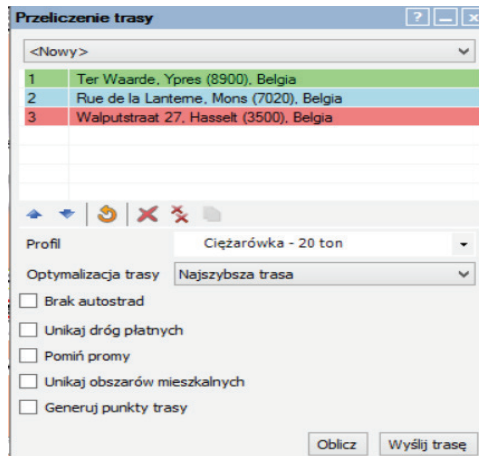 Przeliczenie trasy
<Nowy>
1 Ter Waarde, Ypres (8900), Belgia
2 Rue de la Lanterne, Mons (7020), Belgia
3 Walputstraat 27, Hasselt (3500), Belgia
Profil Ciężarówka - 20 ton
Optymalizacja trasy Najszybsza trasa
Brak autostrad
Unikaj dróg płatnych
Pomiń promy
Unikaj obszarów mieszkalnych
Generuj punkty trasy
Oblicz Wyślij trasę